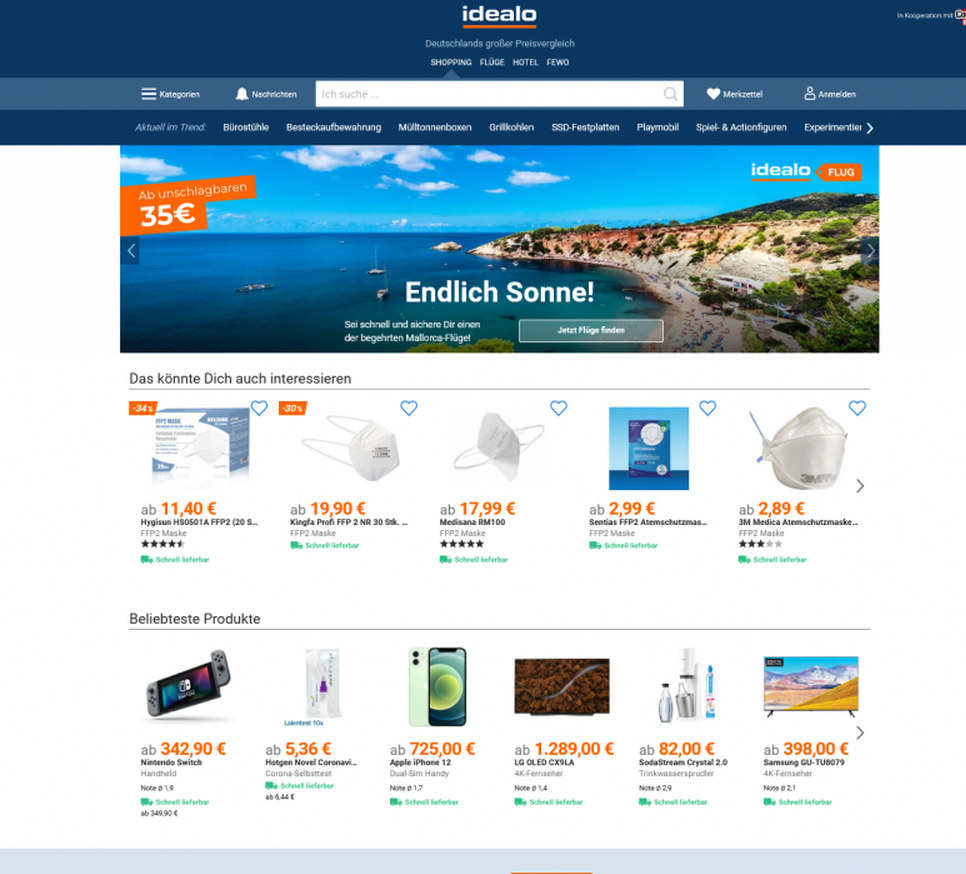 idealo
In Kooperation mit
Deutschlands großer Preisvergleich
SHOPPING FLÜGE HOTEL FEWO
Kategorien Nachrichten Ich suche ... Merkzettel Anmelden
Aktuell im Trend: Bürostühle Besteckaufbewahrung Mülltonnenboxen Grillkohlen SSD-Festplatten Playmobil Spiel- & Actionfiguren Experimentier
Ab unschlagbaren
35€
idealo FLUG
Endlich Sonne!
Sei schnell und sichere Dir einen
der begehrten Mallorca-Flüge!
Jetzt Flüge finden
Das könnte Dich auch interessieren
-34% -30%
FFP2 MASK
3M
ab 11,40 € ab 19,90 € ab 17,99 € ab 2,99 € ab 2,89 €
Hygisun HS0501A FFP2 (20 S... Kingfa Profi FFP 2 NR 30 Stk. ... Medisana RM100 Sentias FFP2 Atemschutzmas... 3M Medica Atemschutzmaske...
FFP2 Maske FFP2 Maske FFP2 Maske FFP2 Maske FFP2 Maske
Schnell lieferbar Schnell lieferbar Schnell lieferbar Schnell lieferbar Schnell lieferbar
Beliebteste Produkte
Laientest 10x
ab 342,90 € ab 5,36 € ab 725,00 € ab 1.289,00 € ab 82,00 € ab 398,00 €
Nintendo Switch Hotgen Novel Coronavi... Apple iPhone 12 LG OLED CX9LA SodaStream Crystal 2.0 Samsung GU-TU8079
Handheld Corona-Selbsttest Dual-Sim Handy 4K-Fernseher Trinkwassersprudler 4K-Fernseher
Note Ø 1,9 Schnell lieferbar Note Ø 1,7 Note Ø 1,4 Note Ø 2,9 Note Ø 2,1
Schnell lieferbar ab 6,44 € Schnell lieferbar Schnell lieferbar Schnell lieferbar Schnell lieferbar
ab 349,90 €